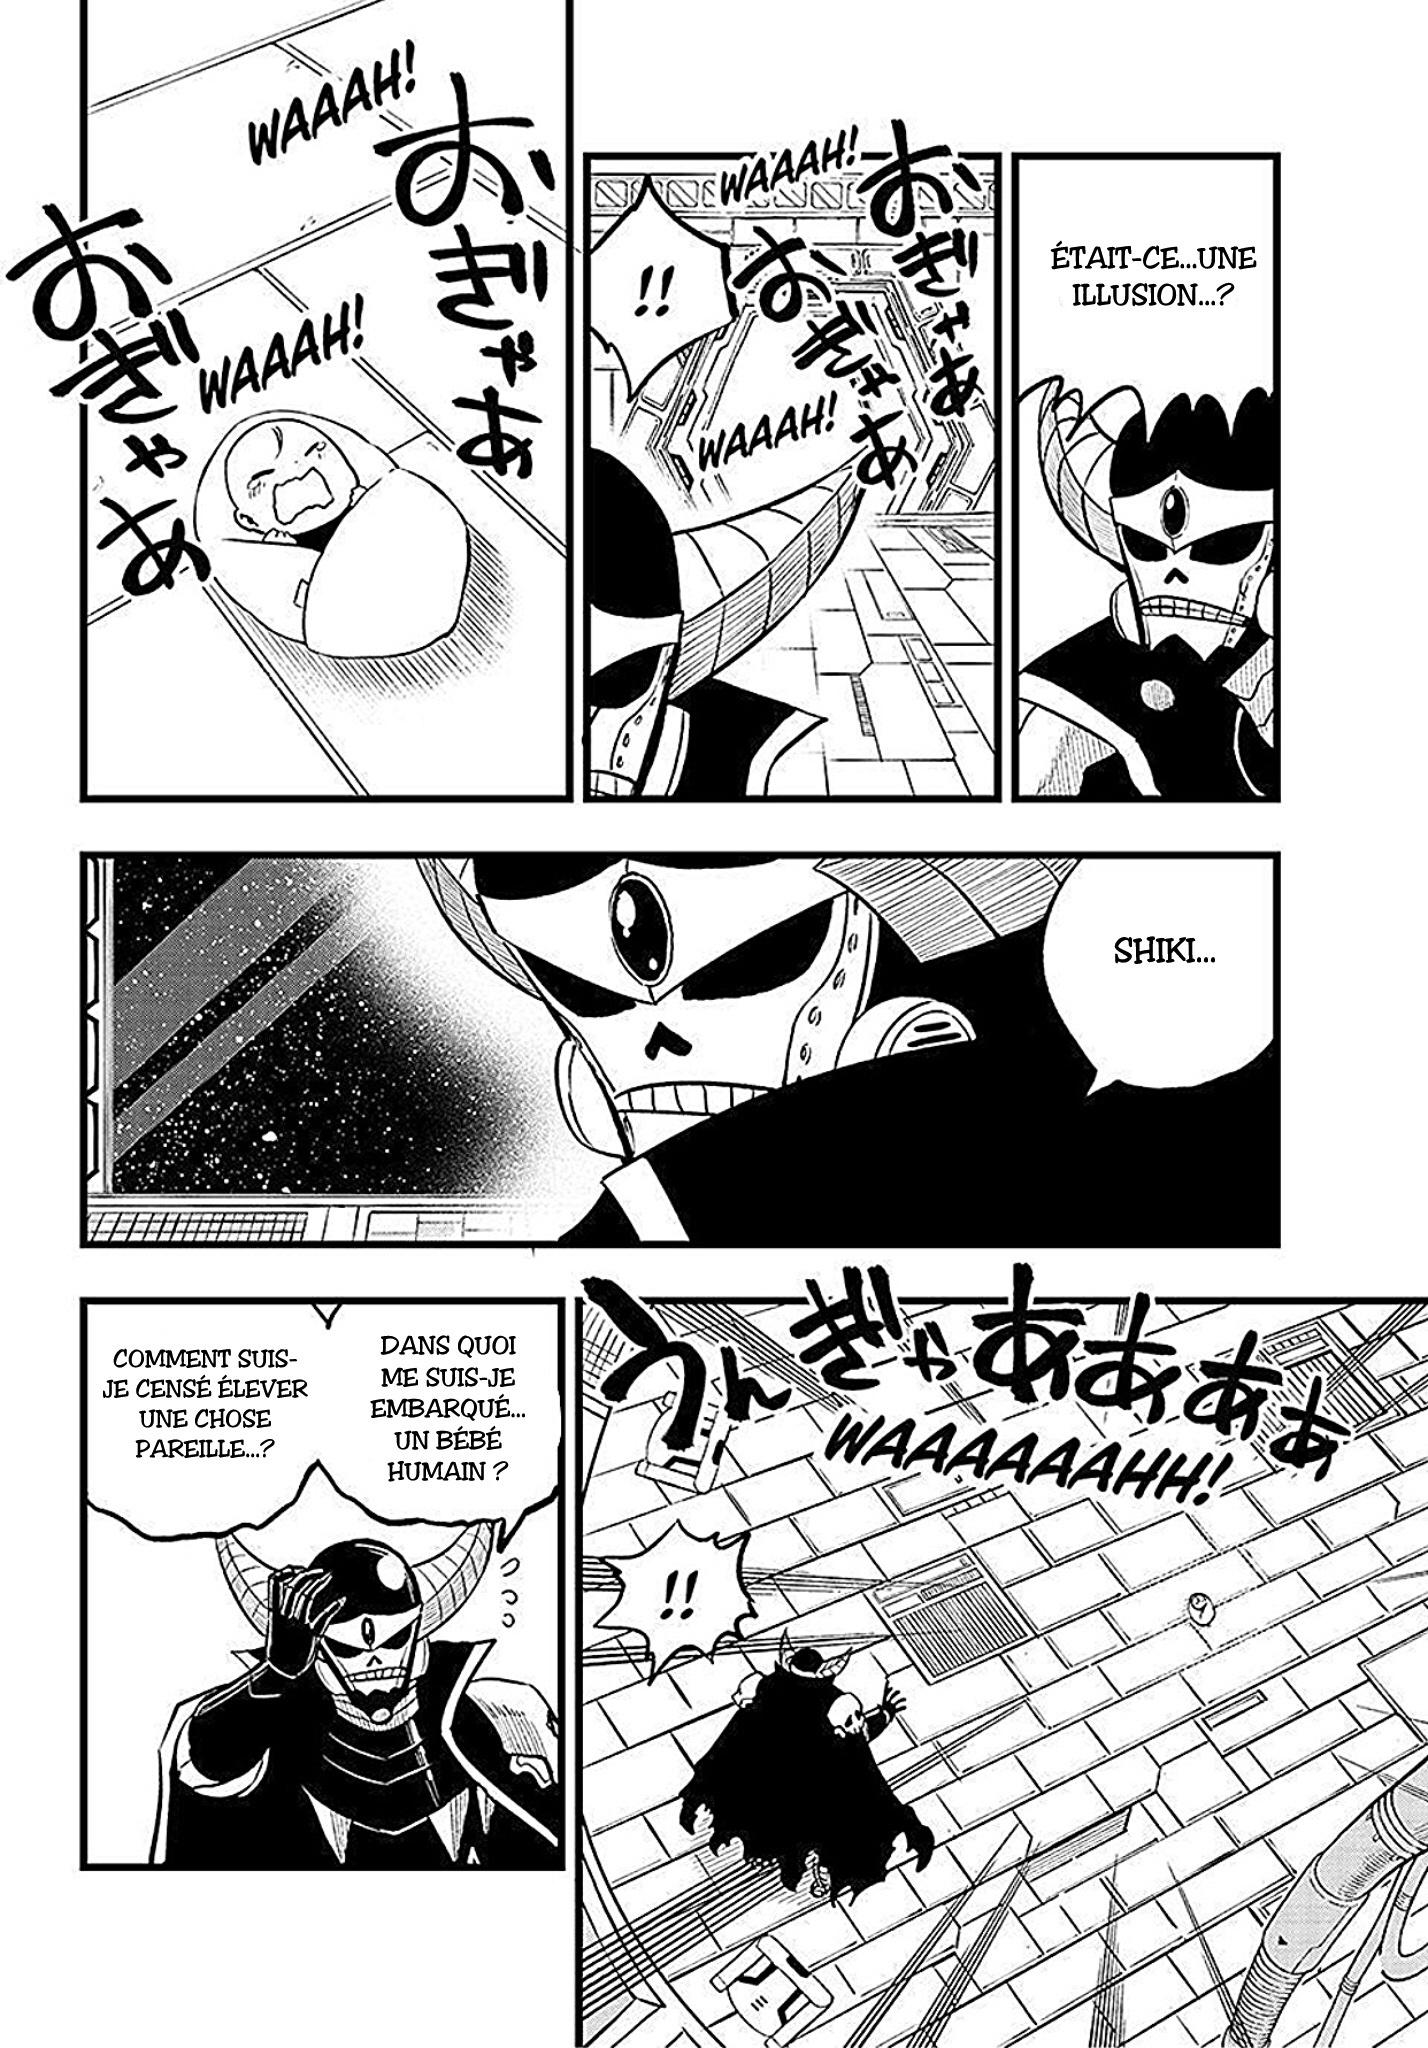 ÉTAIT-CE...UNE
ILLUSION...?
WAAAH!
おぎゃあ
!!
おぎゃあ
WAAAH!
WAAAH!
おぎゃあ
WAAAH!
おぎゃあ
SHIKI...
うんぎゃああああ
WAAAAAAAHH!
!!
DANS QUOI
ME SUIS-JE
EMBARQUÉ...
UN BÉBÉ
HUMAIN ?
COMMENT SUIS-
JE CENSÉ ÉLEVER
UNE CHOSE
PAREILLE...?